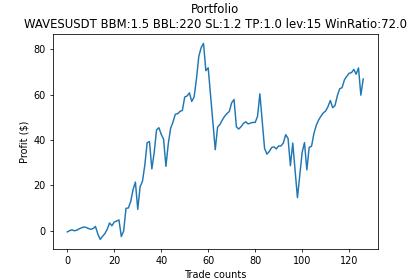 Portfolio
WAVESUSDT BBM:1.5 BBL:220 SL:1.2 TP:1.0 lev:15 WinRatio:72.0
80
60
40
20
0
Profit ($)
0 20 40 60 80 100 120
Trade counts